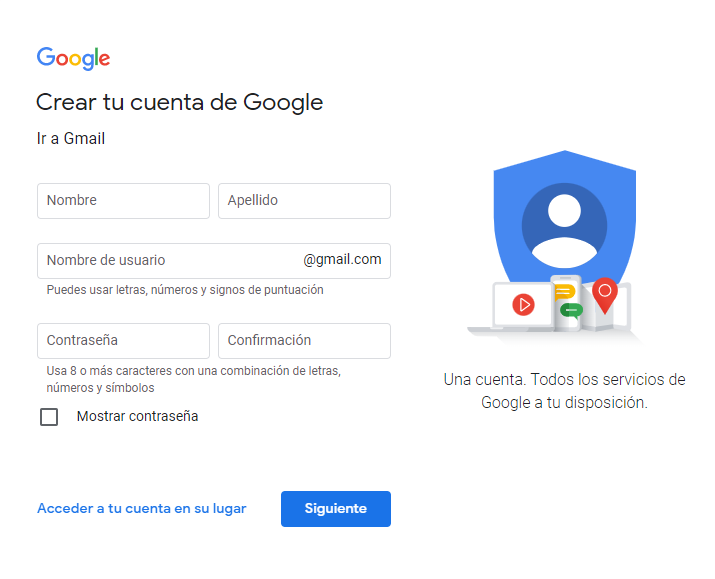 Google
Crear tu cuenta de Google
Ir a Gmail
Nombre Apellido
Nombre de usuario @gmail.com
Puedes usar letras, números y signos de puntuación
Contraseña Confirmación
Usa 8 o más caracteres con una combinación de letras,
números y símbolos
Mostrar contraseña
Acceder a tu cuenta en su lugar Siguiente
Una cuenta. Todos los servicios de
Google a tu disposición.